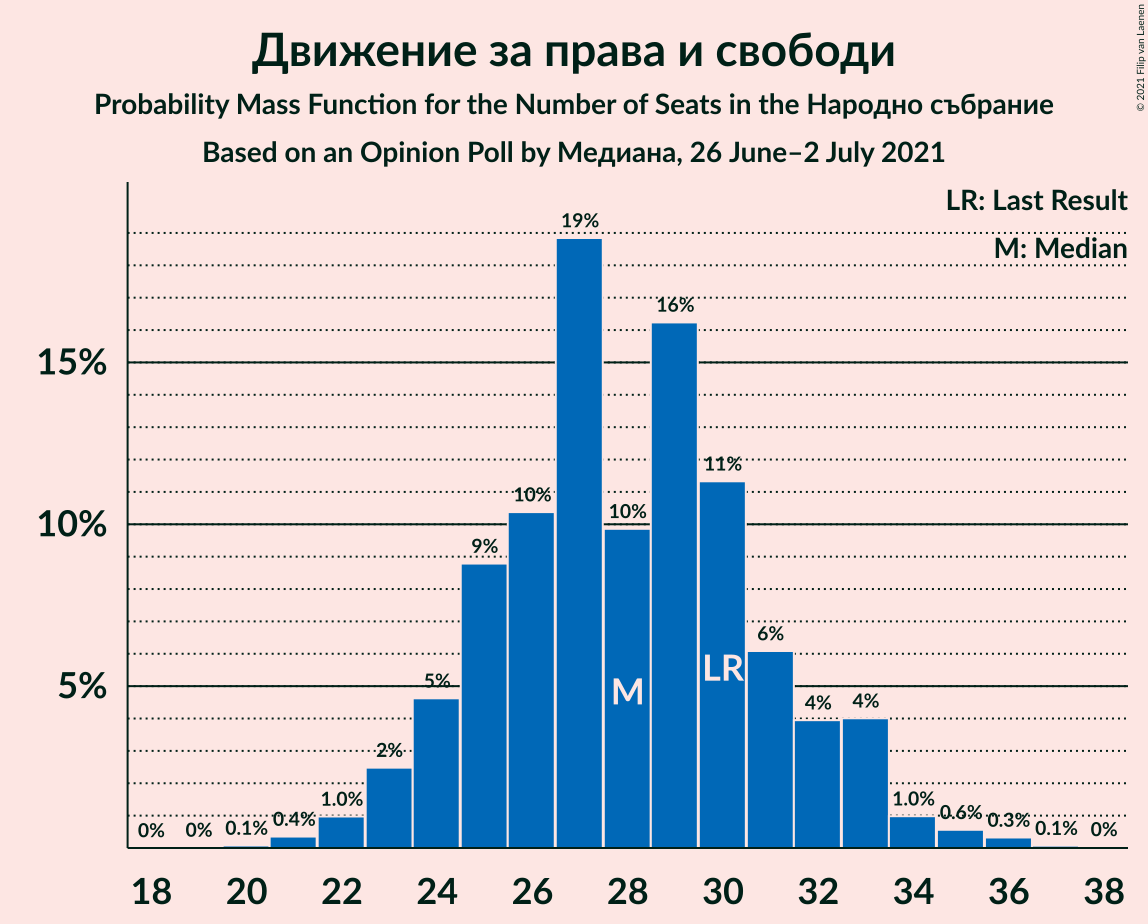 Движение за права и свободи
Probability Mass Function for the Number of Seats in the Народно събрание
Based on an Opinion Poll by Медиана, 26 June–2 July 2021
© 2021 Filip van Laenen
LR: Last Result
M: Median
15%
10%
5%
0%
0%
0.1%
0.4%
1.0%
2%
5%
9%
10%
19%
10%
16%
11%
6%
4%
4%
1.0%
0.6%
0.3%
0.1%
0%
M
LR
18 20 22 24 26 28 30 32 34 36 38